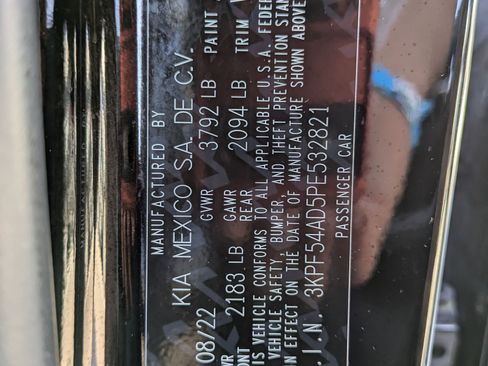 MANUFACTURED BY
KIA MEXICO S.A. DE C.V.
08/22 GVWR 3792 LB PAINT
GAWR TRIM
2183 LB REAR 2094 LB
THIS VEHICLE CONFORMS TO ALL APPLICABLE U.S.A. FEDER
VEHICLE SAFETY, BUMPER, AND THEFT PREVENTION STAN
IN EFFECT ON THE DATE OF MANUFACTURE SHOWN ABOVE
.I.N. 3KPF54AD5PE532821
PASSENGER CAR